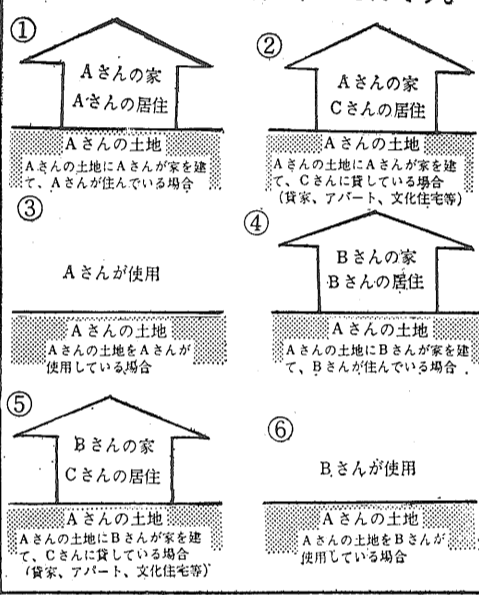 ①
Aさんの家
Aさんの居住
Aさんの土地
Aさんの土地にAさんが家を建
て、Aさんが住んでいる場合
②
Aさんの家
Cさんの居住
Aさんの土地
Aさんの土地にAさんが家を建
て、Cさんに貸している場合
(貸家、アパート、文化住宅等)
③
Aさんが使用
Aさんの土地
Aさんの土地をAさんが
使用している場合
④
Bさんの家
Bさんの居住
Aさんの土地
Aさんの土地にBさんが家を建
て、Bさんが住んでいる場合
⑤
Bさんの家
Cさんの居住
Aさんの土地
Aさんの土地にBさんが家を建
て、Cさんに貸している場合
(貸家、アパート、文化住宅等)
⑥
Bさんが使用
Aさんの土地
Aさんの土地をBさんが
使用している場合